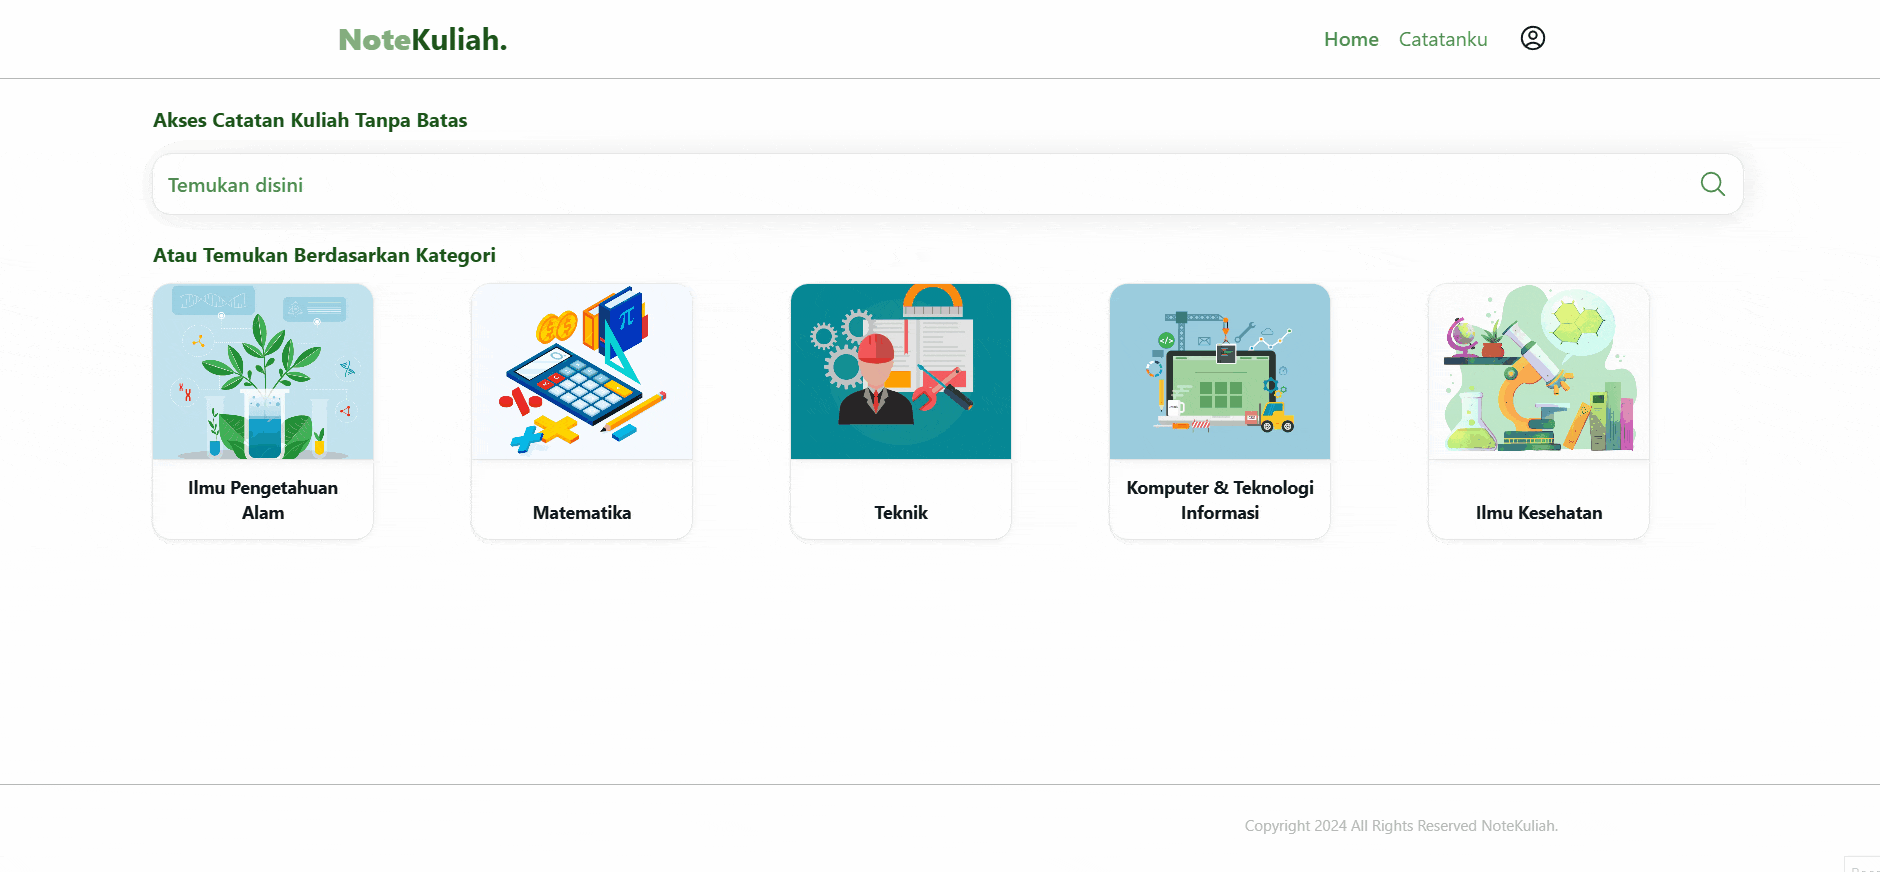 NoteKuliah.
Home Catatanku
Akses Catatan Kuliah Tanpa Batas
Temukan disini
Atau Temukan Berdasarkan Kategori
Ilmu Pengetahuan
Alam
Matematika
Teknik
Komputer & Teknologi
Informasi
Ilmu Kesehatan
Copyright 2024 All Rights Reserved NoteKuliah.